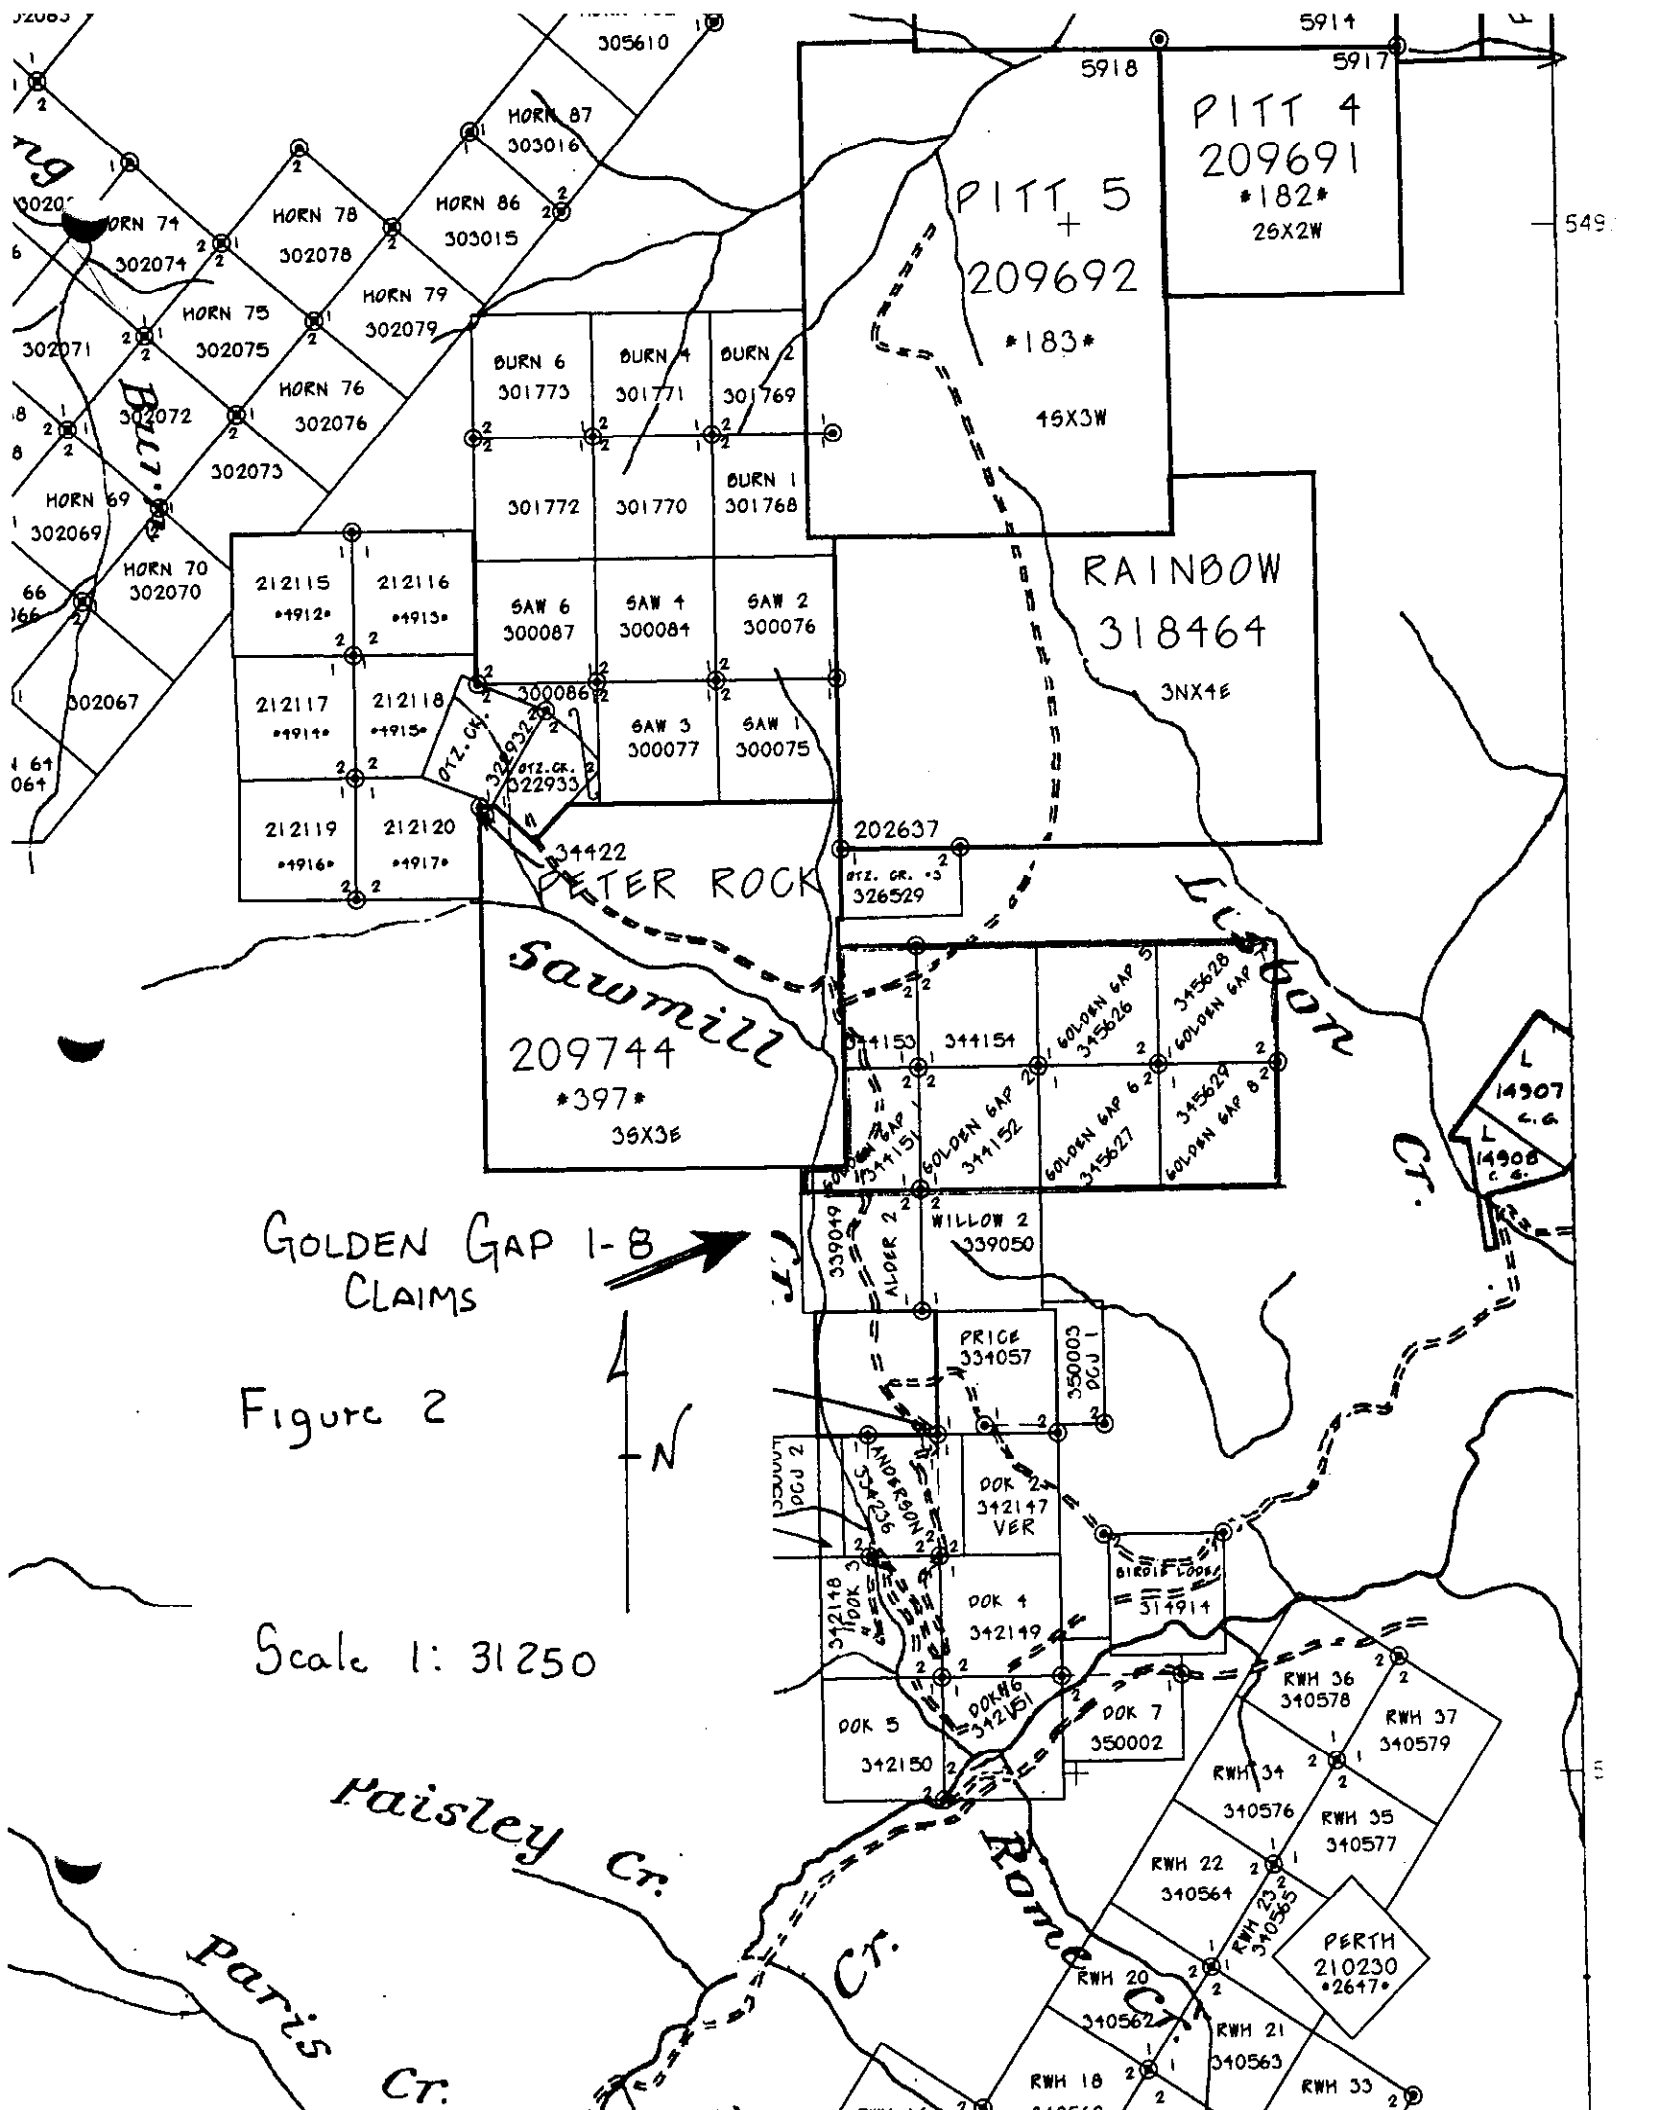 305610
5914
5918
5917
HORN 87
303016
PITT 4
209691
*182*
2SX2W
PITT 5
209692
*183*
4SX3W
549
HORN 78
302078
HORN 86
303015
302074
HORN 75
302075
HORN 79
302079
302071
HORN 76
302076
302072
302073
HORN 69
302069
HORN 70
302070
302067
BURN 6
301773
BURN 4
301771
BURN 2
301769
301772
301770
BURN 1
301768
RAINBOW
318464
3NX4E
212115
*4912*
212116
*4913*
SAW 6
300087
SAW 4
300084
SAW 2
300076
212117
*4914*
212118
*4915*
300086
SAW 3
300077
SAW 1
300075
QTZ. CK.
322932
QTZ. CK. 2
322933
212119
*4916*
212120
*4917*
34422
PETER ROCK
202637
QTZ. CR. *3
326529
Sawmill
209744
*397*
3SX3E
Lisbon
Cr.
344153
344154
GOLDEN GAP 5
345626
345628
GOLDEN GAP 7
GOLDEN GAP 1
344151
GOLDEN GAP 2
344152
GOLDEN GAP 6
345627
345629
GOLDEN GAP 8
L
14907
C.G.
L
14908
C.G.
GOLDEN GAP 1-8
CLAIMS
Cr.
339049
ALDER 2
WILLOW 2
339050
PRICE
334057
350003
DGJ 1
Figure 2
N
DGJ 2
ANDERSON
334236
DOK 2
342147
VER
BIRDIE LODE
314914
342148
DOK 3
DOK 4
342149
Scale 1: 31250
DOK 5
342150
DOK 6
342151
DOK 7
350002
RWH 36
340578
RWH 37
340579
RWH 34
340576
RWH 35
340577
Paisley Cr.
RWH 22
340564
RWH 23
340565
PERTH
210230
*2647*
Rome
Cr.
Cr.
RWH 20
340562
RWH 21
340563
Paris
Cr.
RWH 18
RWH 33